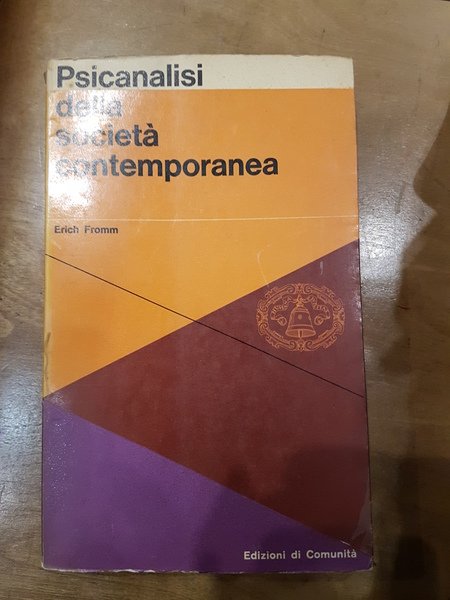 Psicanalisi
della
società
contemporanea
Erich Fromm
Edizioni di Comunità